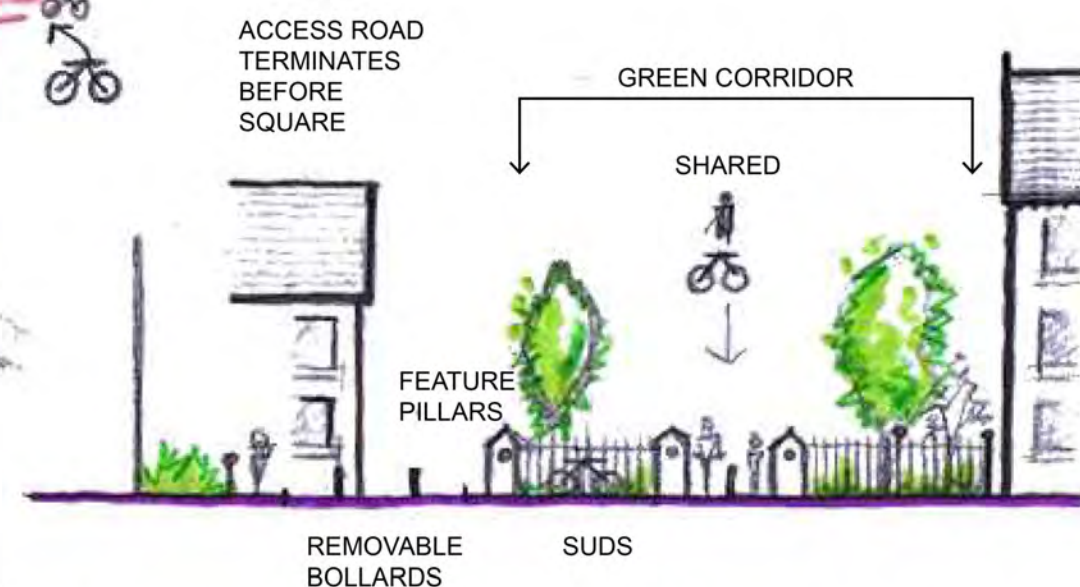 ACCESS ROAD
TERMINATES
BEFORE
SQUARE
GREEN CORRIDOR
SHARED
FEATURE
PILLARS
REMOVABLE
BOLLARDS
SUDS